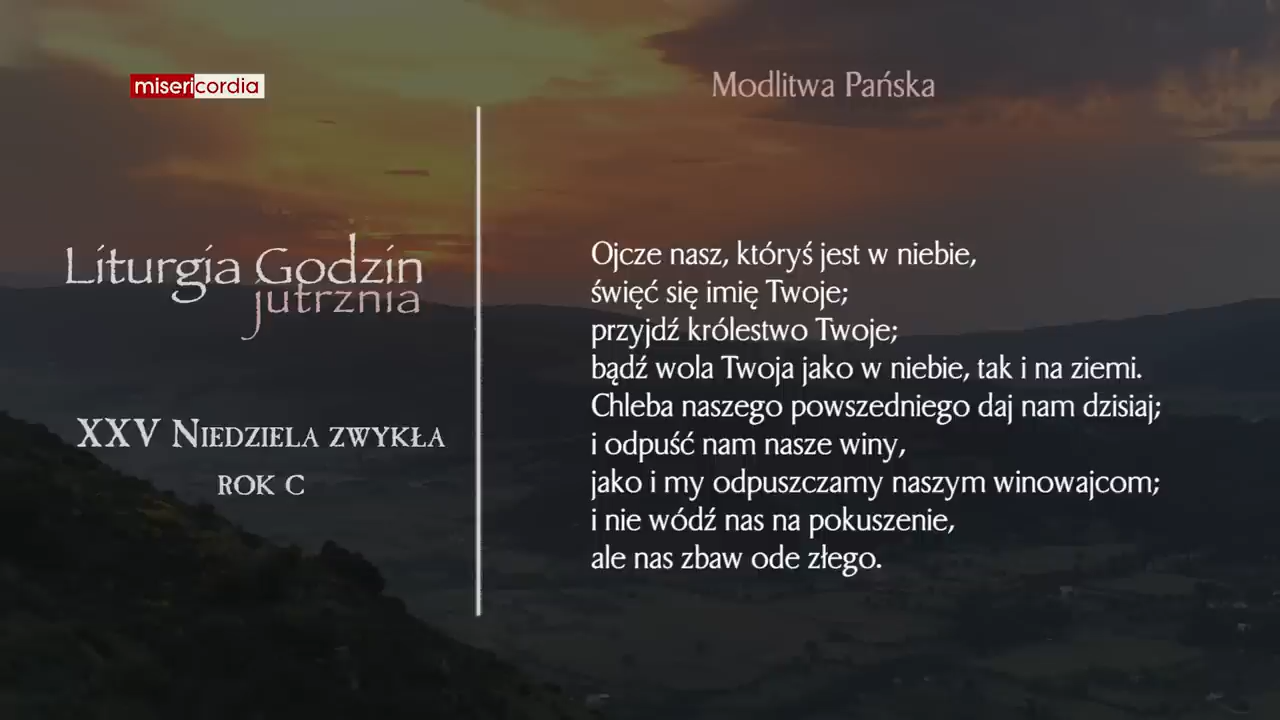 misericordia
Liturgia Godzin
jutrznia
XXV Niedziela zwykła
rok C
Modlitwa Pańska
Ojcze nasz, któryś jest w niebie,
święć się imię Twoje;
przyjdź królestwo Twoje;
bądź wola Twoja jako w niebie, tak i na ziemi.
Chleba naszego powszedniego daj nam dzisiaj;
i odpuść nam nasze winy,
jako i my odpuszczamy naszym winowajcom;
i nie wódź nas na pokuszenie,
ale nas zbaw ode złego.